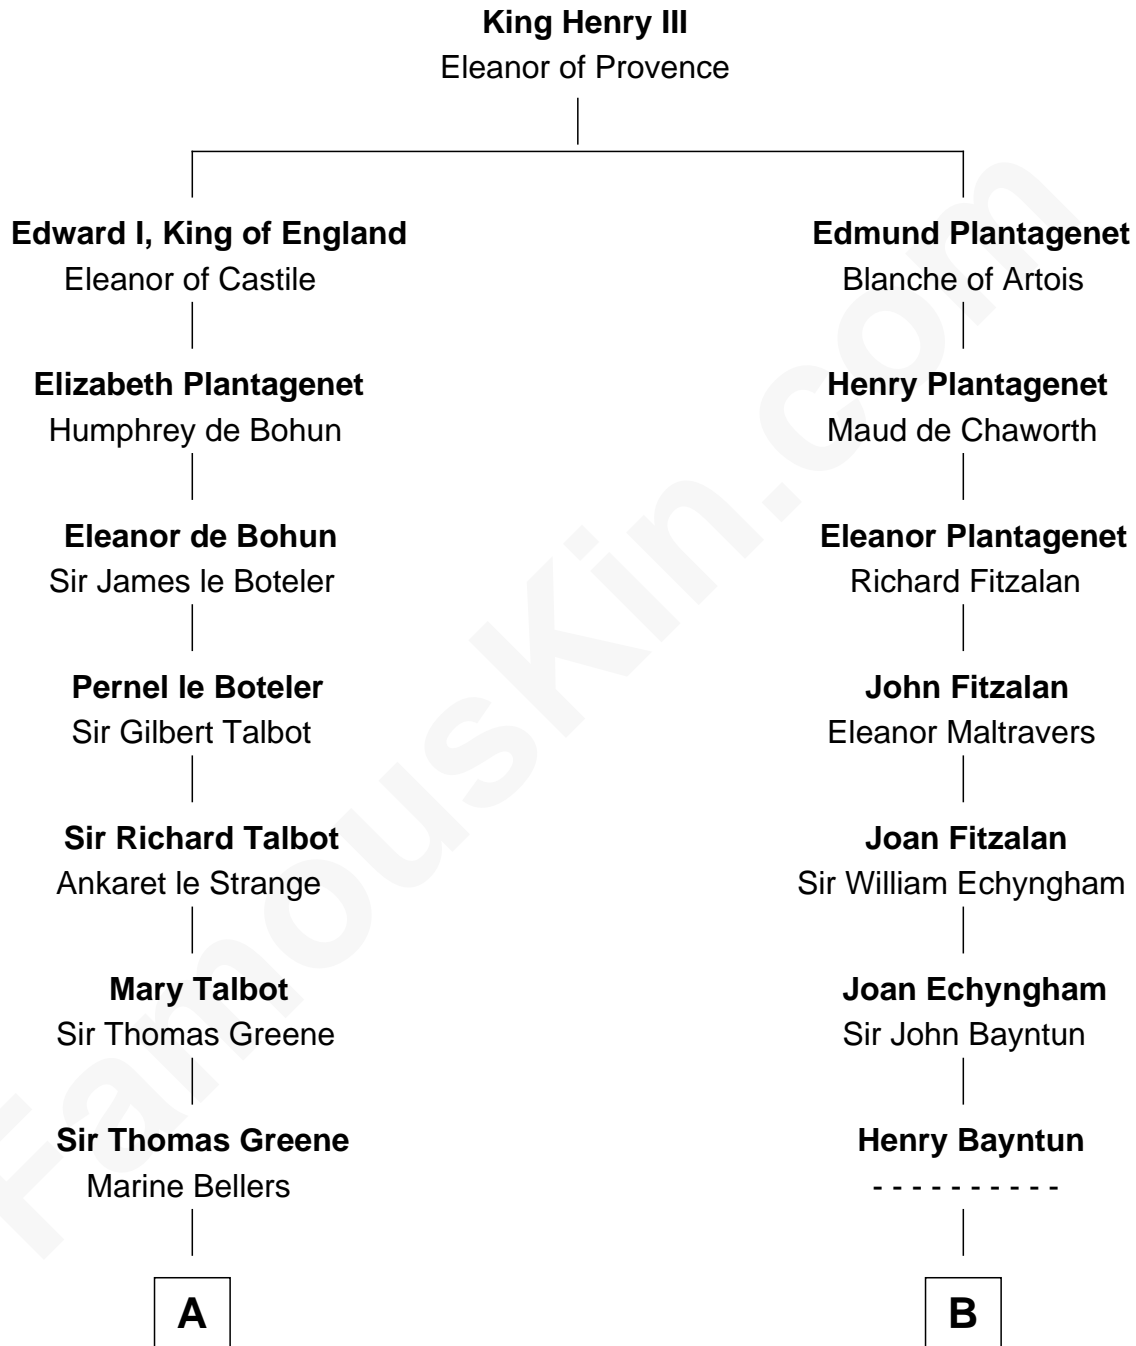 King Henry III
Eleanor of Provence
Edward I, King of England
Eleanor of Castile
Elizabeth Plantagenet
Humphrey de Bohun
Eleanor de Bohun
Sir James le Boteler
Pernel le Boteler
Sir Gilbert Talbot
Sir Richard Talbot
Ankaret le Strange
Mary Talbot
Sir Thomas Greene
Sir Thomas Greene
Marine Bellers
A
Edmund Plantagenet
Blanche of Artois
Henry Plantagenet
Maud de Chaworth
Eleanor Plantagenet
Richard Fitzalan
John Fitzalan
Eleanor Maltravers
Joan Fitzalan
Sir William Echyngham
Joan Echyngham
Sir John Bayntun
Henry Bayntun
- - - - - - - - - -
B
FamousKin.com